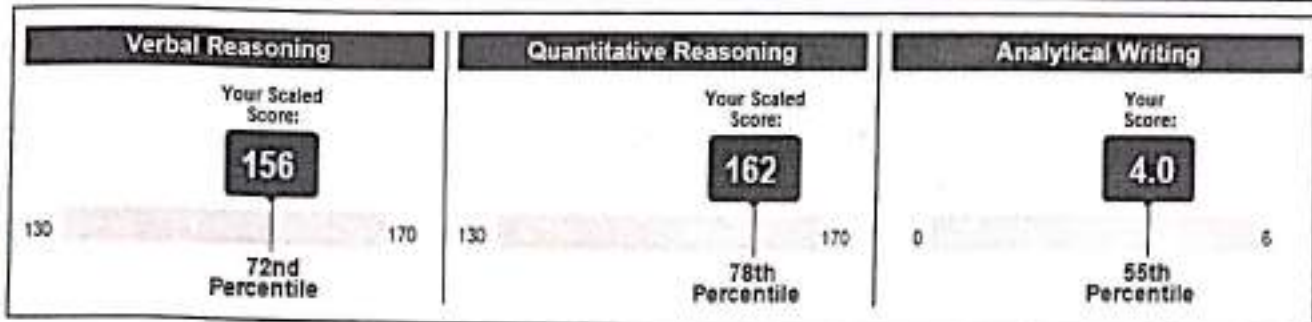 Verbal Reasoning
Your Scaled
Score:
156
130
170
72nd
Percentile
Quantitative Reasoning
Your Scaled
Score:
162
130
170
78th
Percentile
Analytical Writing
Your
Score:
4.0
0
6
55th
Percentile